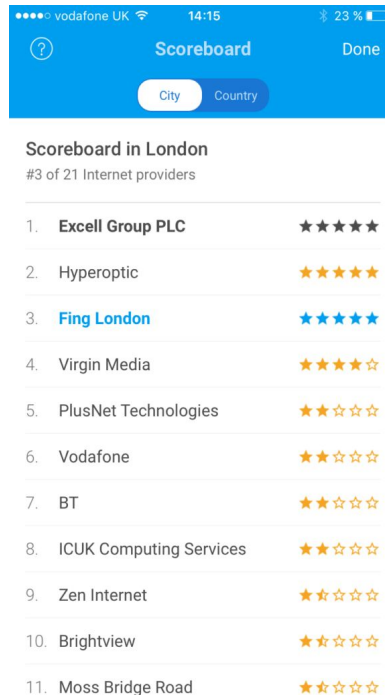 vodafone UK 14:15 23 %
? Scoreboard Done
City Country
Scoreboard in London
#3 of 21 Internet providers
1. Excell Group PLC
2. Hyperoptic
3. Fing London
4. Virgin Media
5. PlusNet Technologies
6. Vodafone
7. BT
8. ICUK Computing Services
9. Zen Internet
10. Brightview
11. Moss Bridge Road